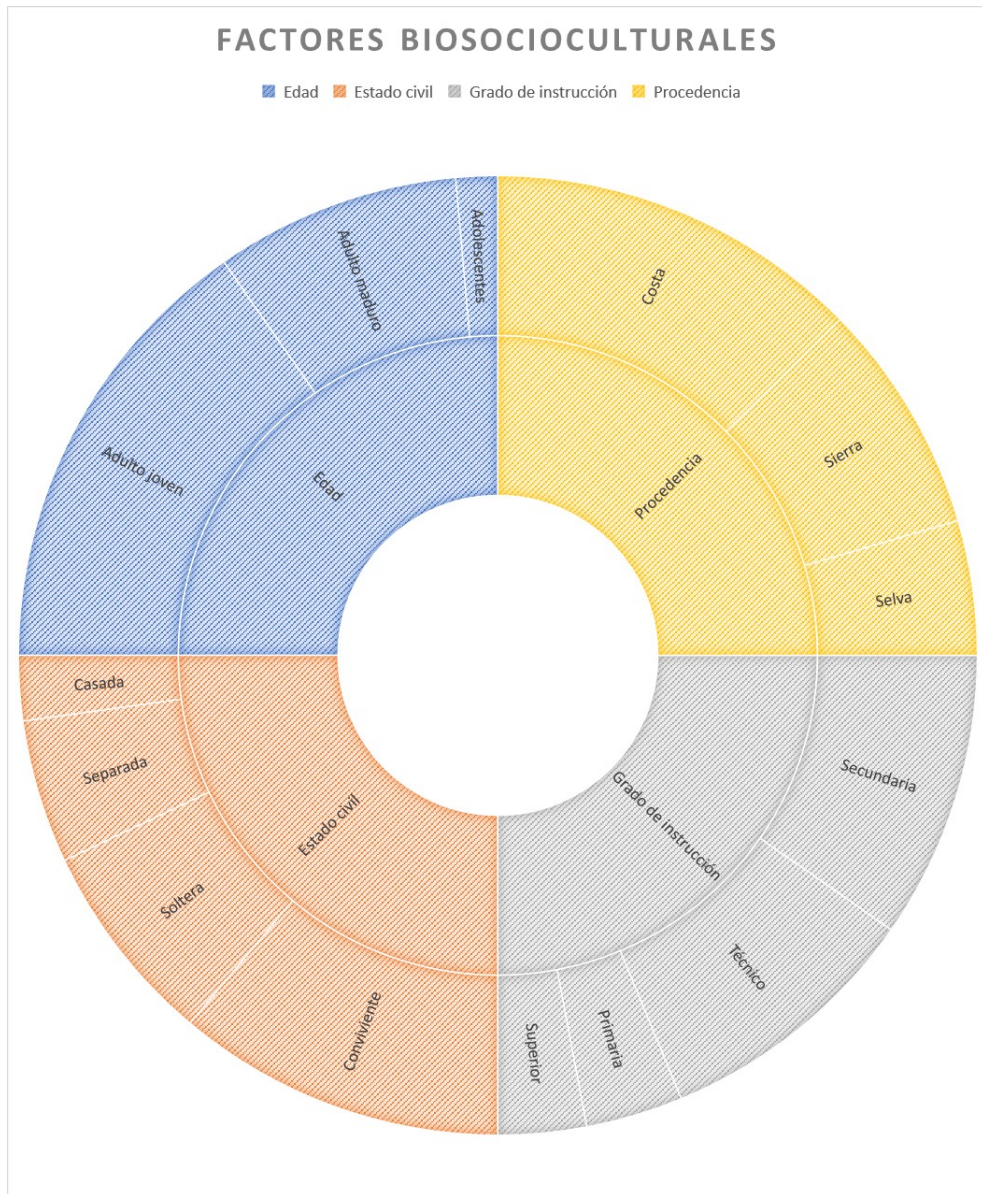 FACTORES BIOSOCIOCULTURALES
Edad Estado civil Grado de instrucción Procedencia
Costa
Sierra
Selva
Procedencia
Secundaria
Técnico
Primaria
Superior
Grado de instrucción
Conviviente
Soltera
Separada
Casada
Estado civil
Adulto joven
Adulto maduro
Adolescentes
Edad